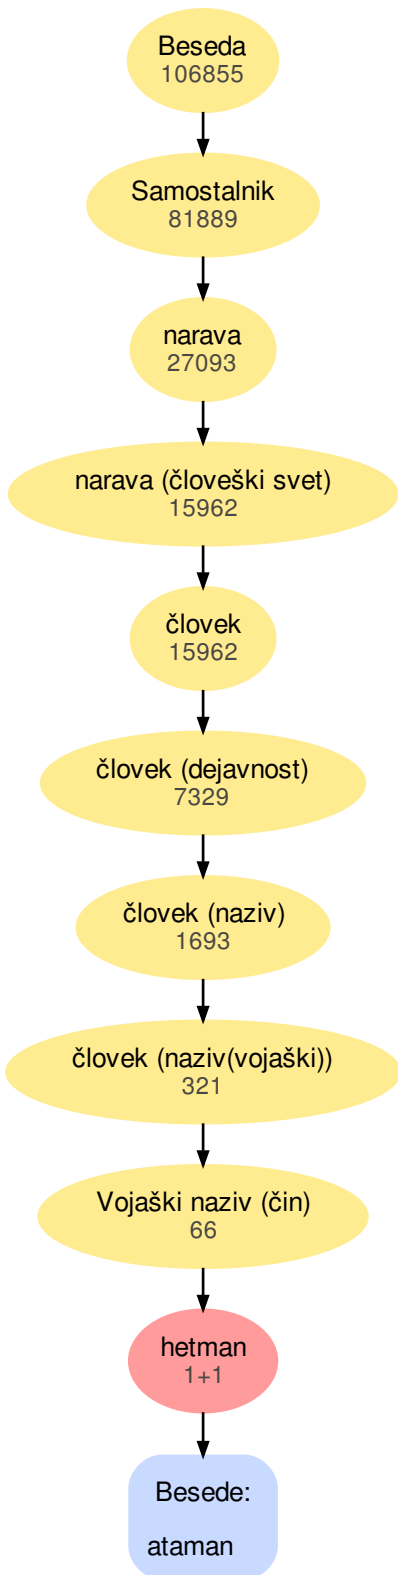 Beseda
106855
Samostalnik
81889
narava
27093
narava (človeški svet)
15962
človek
15962
človek (dejavnost)
7329
človek (naziv)
1693
človek (naziv(vojaški))
321
Vojaški naziv (čin)
66
hetman
1+1
Besede:
ataman